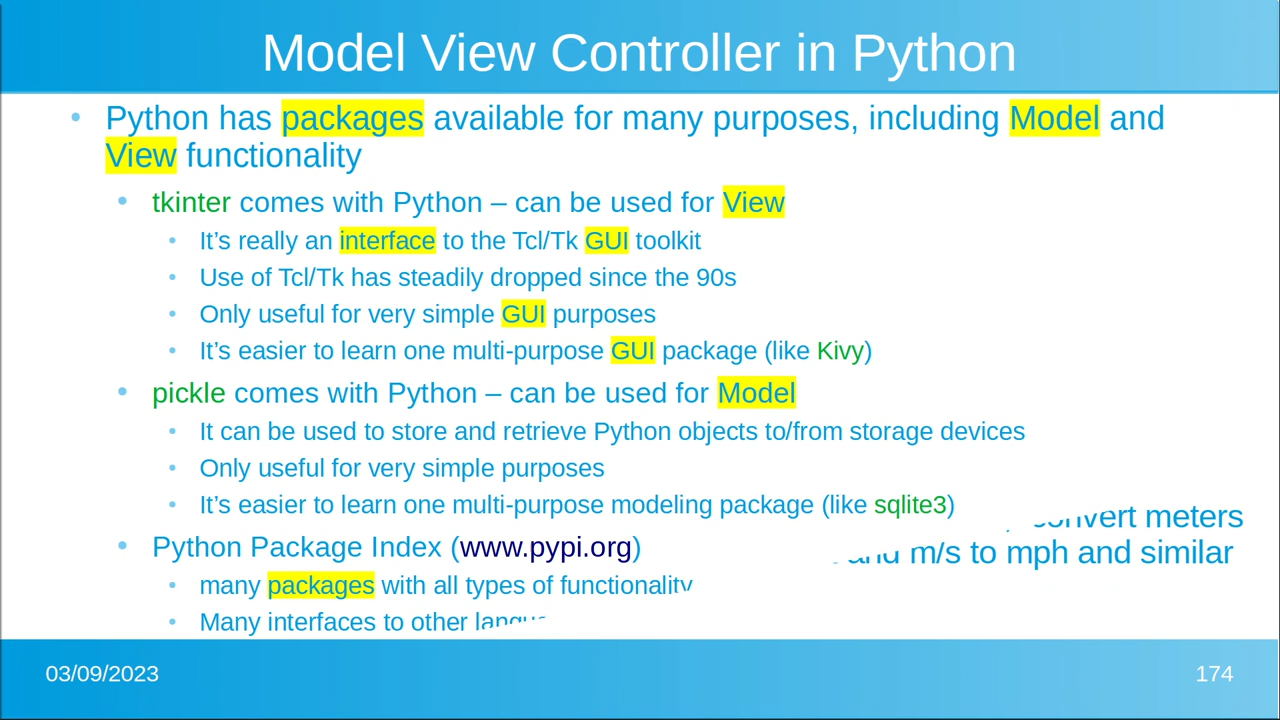 Model View Controller in Python
• Python has packages available for many purposes, including Model and
View functionality
• tkinter comes with Python – can be used for View
• It’s really an interface to the Tcl/Tk GUI toolkit
• Use of Tcl/Tk has steadily dropped since the 90s
• Only useful for very simple GUI purposes
• It’s easier to learn one multi-purpose GUI package (like Kivy)
• pickle comes with Python – can be used for Model
• It can be used to store and retrieve Python objects to/from storage devices
• Only useful for very simple purposes
• It’s easier to learn one multi-purpose modeling package (like sqlite3)
convert meters
• Python Package Index (www.pypi.org)
and m/s to mph and similar
• many packages with all types of functionality
• Many interfaces to other
03/09/2023
174